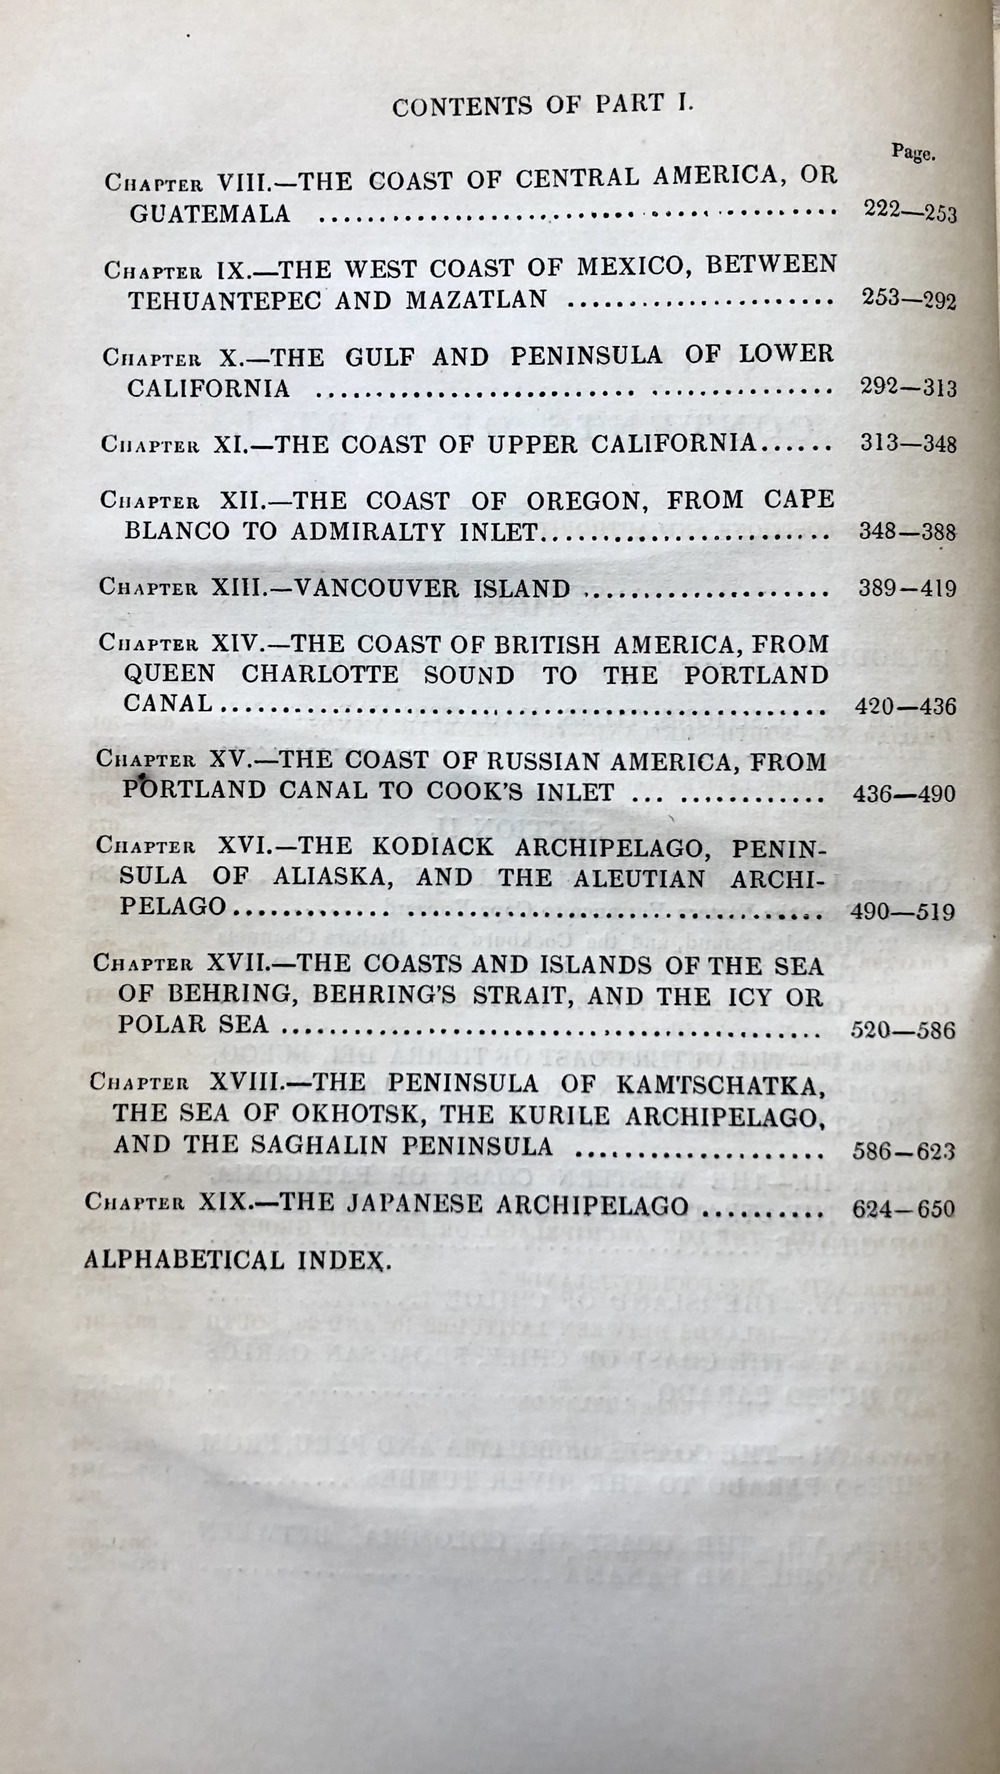 CONTENTS OF PART I.
Page.
CHAPTER VIII.—THE COAST OF CENTRAL AMERICA, OR
GUATEMALA ........................................ 222—253
CHAPTER IX.—THE WEST COAST OF MEXICO, BETWEEN
TEHUANTEPEC AND MAZATLAN ...................... 253—292
CHAPTER X.—THE GULF AND PENINSULA OF LOWER
CALIFORNIA ........................................ 292—313
CHAPTER XI.—THE COAST OF UPPER CALIFORNIA...... 313—348
CHAPTER XII.—THE COAST OF OREGON, FROM CAPE
BLANCO TO ADMIRALTY INLET........................ 348—388
CHAPTER XIII.—VANCOUVER ISLAND .................... 389—419
CHAPTER XIV.—THE COAST OF BRITISH AMERICA, FROM
QUEEN CHARLOTTE SOUND TO THE PORTLAND
CANAL................................................ 420—436
CHAPTER XV.—THE COAST OF RUSSIAN AMERICA, FROM
PORTLAND CANAL TO COOK'S INLET ... ............ 436—490
CHAPTER XVI.—THE KODIACK ARCHIPELAGO, PENIN-
SULA OF ALIASKA, AND THE ALEUTIAN ARCHI-
PELAGO............. ................................. 490—519
CHAPTER XVII.—THE COASTS AND ISLANDS OF THE SEA
OF BEHRING, BEHRING'S STRAIT, AND THE ICY OR
POLAR SEA ........................................... 520—586
CHAPTER XVIII.—THE PENINSULA OF KAMTSCHATKA,
THE SEA OF OKHOTSK, THE KURILE ARCHIPELAGO,
AND THE SAGHALIN PENINSULA .................... 586—623
CHAPTER XIX.—THE JAPANESE ARCHIPELAGO .......... 624—650
ALPHABETICAL INDEX.